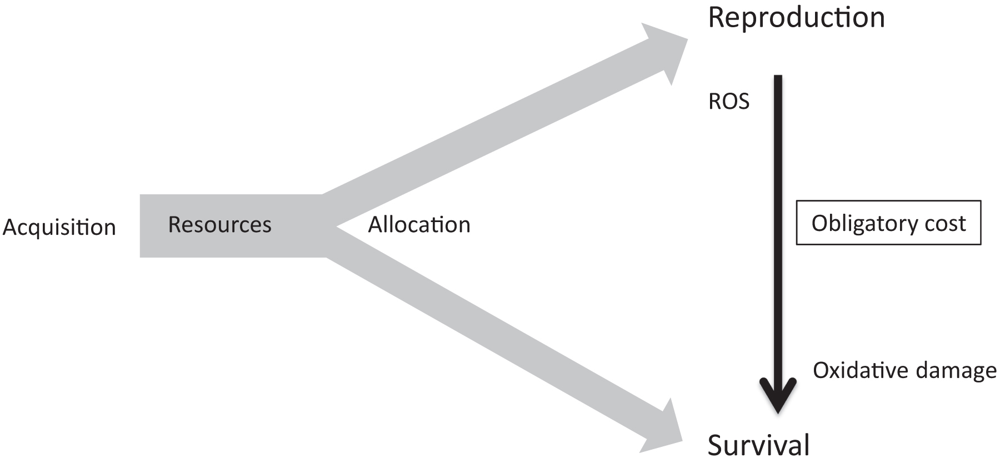 Reproduction
ROS
Acquisition
Resources
Allocation
Obligatory cost
Oxidative damage
Survival